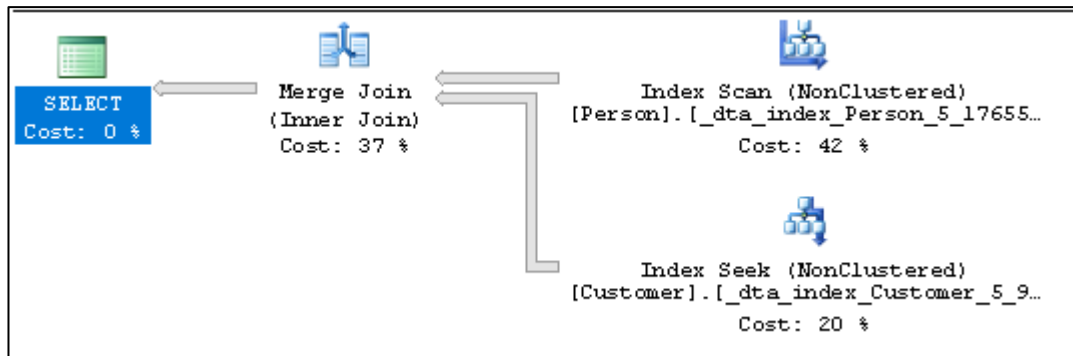 SELECT
Cost: 0 %
Merge Join
(Inner Join)
Cost: 37 %
Index Scan (NonClustered)
[Person].[_dta_index_Person_5_17655…
Cost: 42 %
Index Seek (NonClustered)
[Customer].[_dta_index_Customer_5_9…
Cost: 20 %